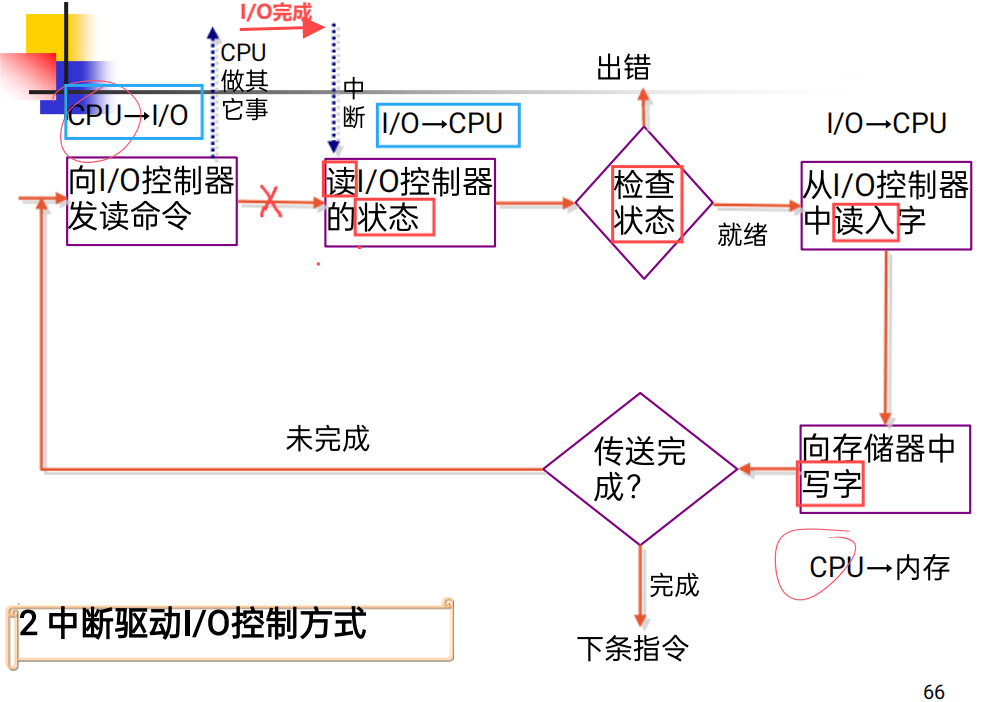 I/O完成
CPU
做其
它事
中
断
CPU→I/O
I/O→CPU
出错
I/O→CPU
向I/O控制器
发读命令
读I/O控制器
的状态
检查
状态
就绪
从I/O控制器
中读入字
未完成
传送完
成？
向存储器中
写字
CPU→内存
完成
下条指令
2 中断驱动I/O控制方式
66